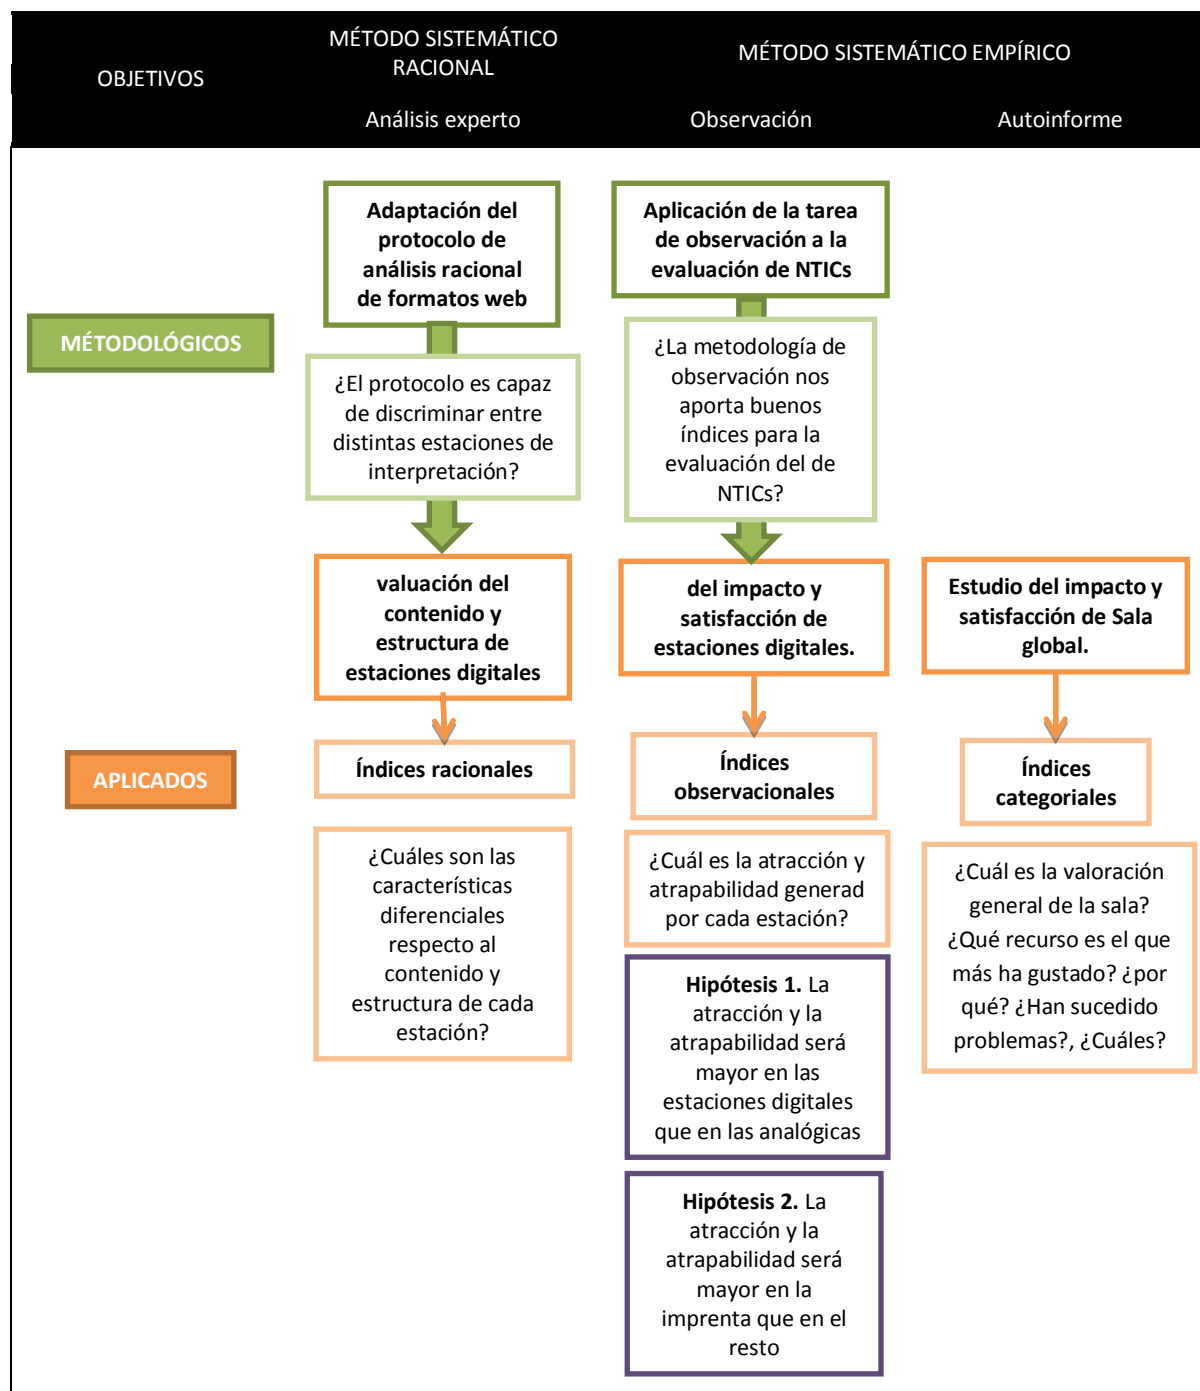 OBJETIVOS
MÉTODO SISTEMÁTICO
RACIONAL
MÉTODO SISTEMÁTICO EMPÍRICO
Análisis experto
Observación
Autoinforme
MÉTODOLÓGICOS
Adaptación del
protocolo de
análisis racional
de formatos web
¿El protocolo es capaz
de discriminar entre
distintas estaciones de
interpretación?
Aplicación de la tarea
de observación a la
evaluación de NTICs
¿La metodología de
observación nos
aporta buenos
índices para la
evaluación del de
NTICs?
APLICADOS
valuación del
contenido y
estructura de
estaciones digitales
Índices racionales
¿Cuáles son las
característicias
diferenciales
respecto al
contenido y
estructura de cada
estación?
del impacto y
satisfacción de
estaciones digitales.
Índices
observacionales
¿Cuál es la atracción y
atrapabilidad generad
por cada estación?
Hipótesis 1. La
atracción y la
atrapabilidad será
mayor en las
estaciones digitales
que en las analógicas
Hipótesis 2. La
atracción y la
atrapabilidad será
mayor en la
imprenta que en el
resto
Estudio del impacto y
satisfacción de Sala
global.
Índices
categoriales
¿Cuál es la valoración
general de la sala?
¿Qué recurso es el que
más ha gustado? ¿por
qué? ¿Han sucedido
problemas?, ¿Cuáles?